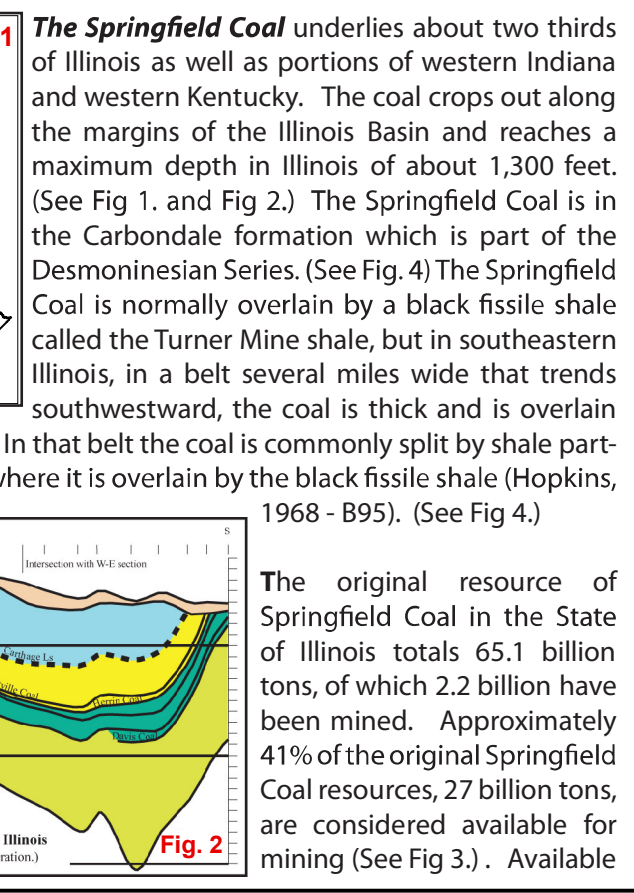 1
The Springfield Coal underlies about two thirds
of Illinois as well as portions of western Indiana
and western Kentucky. The coal crops out along
the margins of the Illinois Basin and reaches a
maximum depth in Illinois of about 1,300 feet.
(See Fig 1. and Fig 2.) The Springfield Coal is in
the Carbondale formation which is part of the
Desmoninesian Series. (See Fig. 4) The Springfield
Coal is normally overlain by a black fissile shale
called the Turner Mine shale, but in southeastern
Illinois, in a belt several miles wide that trends
southwestward, the coal is thick and is overlain
In that belt the coal is commonly split by shale part-
where it is overlain by the black fissile shale (Hopkins,
1968 - B95). (See Fig 4.)
S
Intersection with W-E section
Carthage Ls
ville Coal
Herrin Coal
Davis Coal
Illinois
ration.)
Fig. 2
The original resource of
Springfield Coal in the State
of Illinois totals 65.1 billion
tons, of which 2.2 billion have
been mined. Approximately
41% of the original Springfield
Coal resources, 27 billion tons,
are considered available for
mining (See Fig 3.) . Available